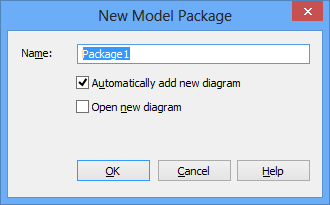 New Model Package
Name: Package1
Automatically add new diagram
Open new diagram
OK Cancel Help